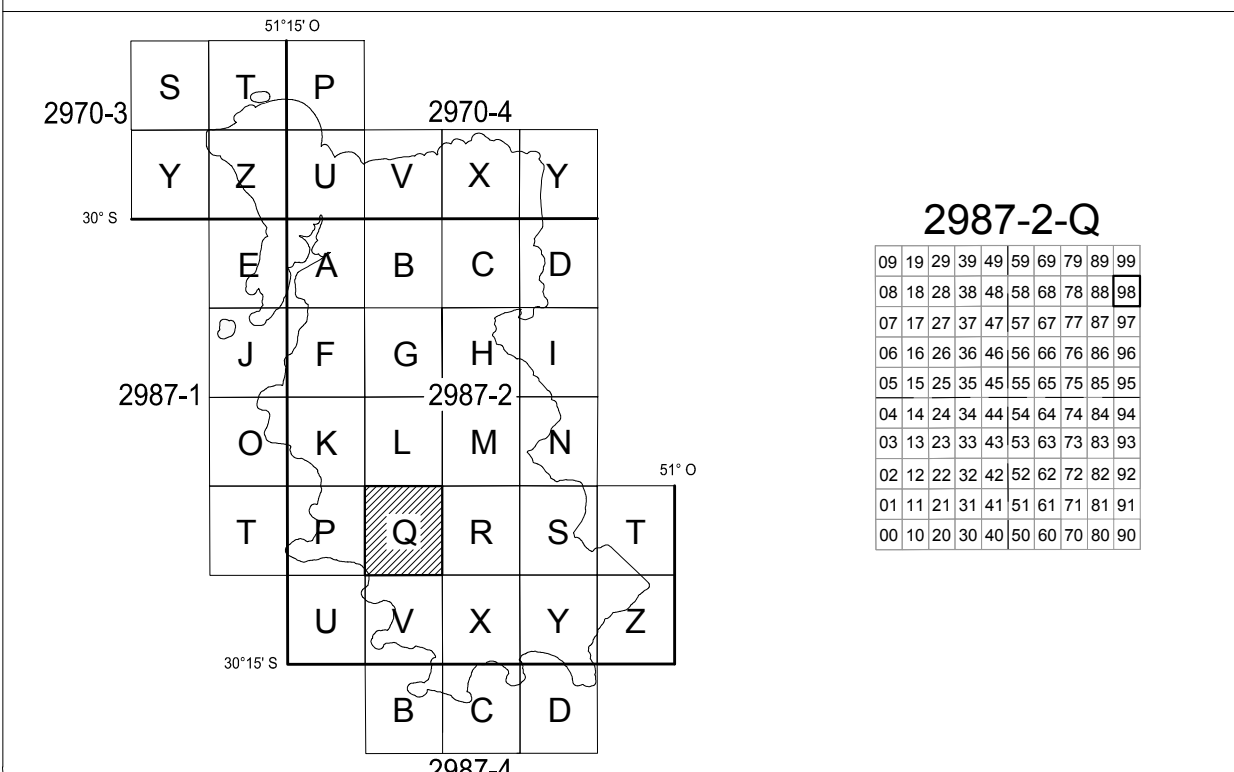 51°15' O
S T P
2970-3
2970-4
Y Z U V X Y
30° S
E A B C D
J F G H I
2987-1
2987-2
O K L M N
51° O
T P Q R S T
U V X Y Z
30°15' S
B C D
2987-4
2987-2-Q
09 19 29 39 49 59 69 79 89 99
08 18 28 38 48 58 68 78 88 98
07 17 27 37 47 57 67 77 87 97
06 16 26 36 46 56 66 76 86 96
05 15 25 35 45 55 65 75 85 95
04 14 24 34 44 54 64 74 84 94
03 13 23 33 43 53 63 73 83 93
02 12 22 32 42 52 62 72 82 92
01 11 21 31 41 51 61 71 81 91
00 10 20 30 40 50 60 70 80 90